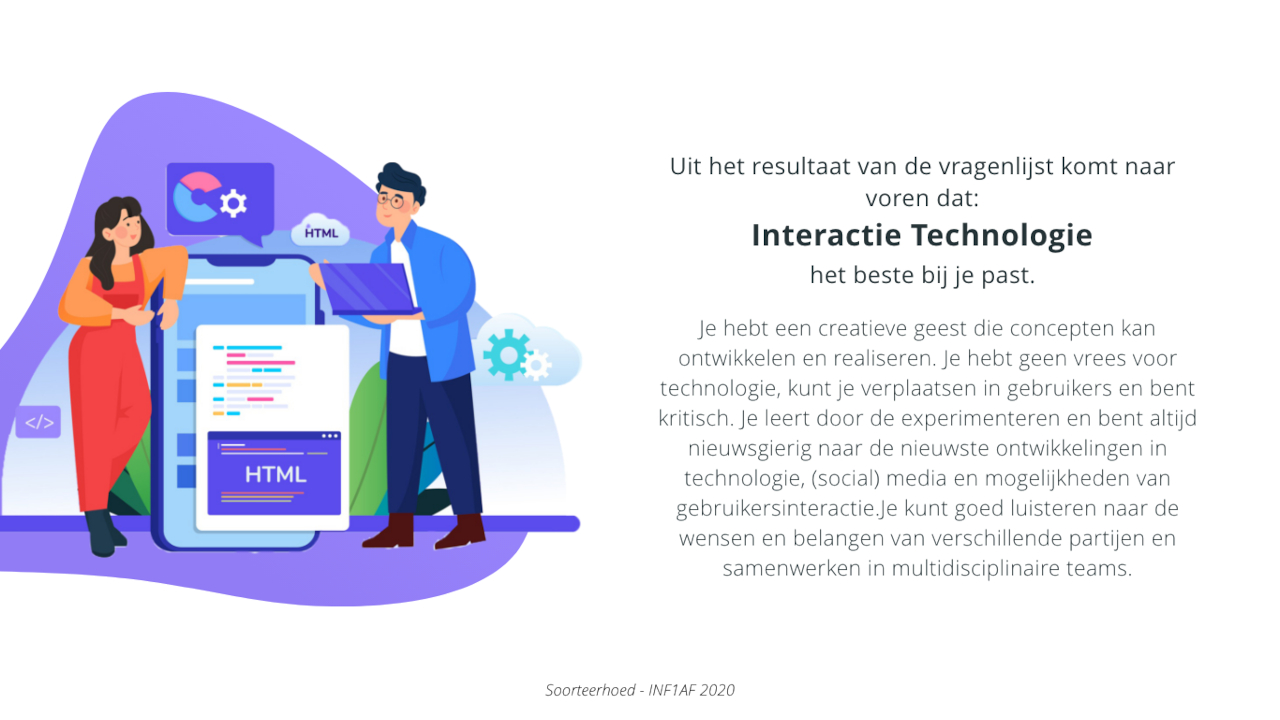 HTML
</>
HTML
Uit het resultaat van de vragenlijst komt naar
voren dat:
Interactie Technologie
het beste bij je past.
Je hebt een creatieve geest die concepten kan
ontwikkelen en realiseren. Je hebt geen vrees voor
technologie, kunt je verplaatsen in gebruikers en bent
kritisch. Je leert door de experimenteren en bent altijd
nieuwsgierig naar de nieuwste ontwikkelingen in
technologie, (social) media en mogelijkheden van
gebruikersinteractie.Je kunt goed luisteren naar de
wensen en belangen van verschillende partijen en
samenwerken in multidisciplinaire teams.
Soorteerhoed - INF1AF 2020